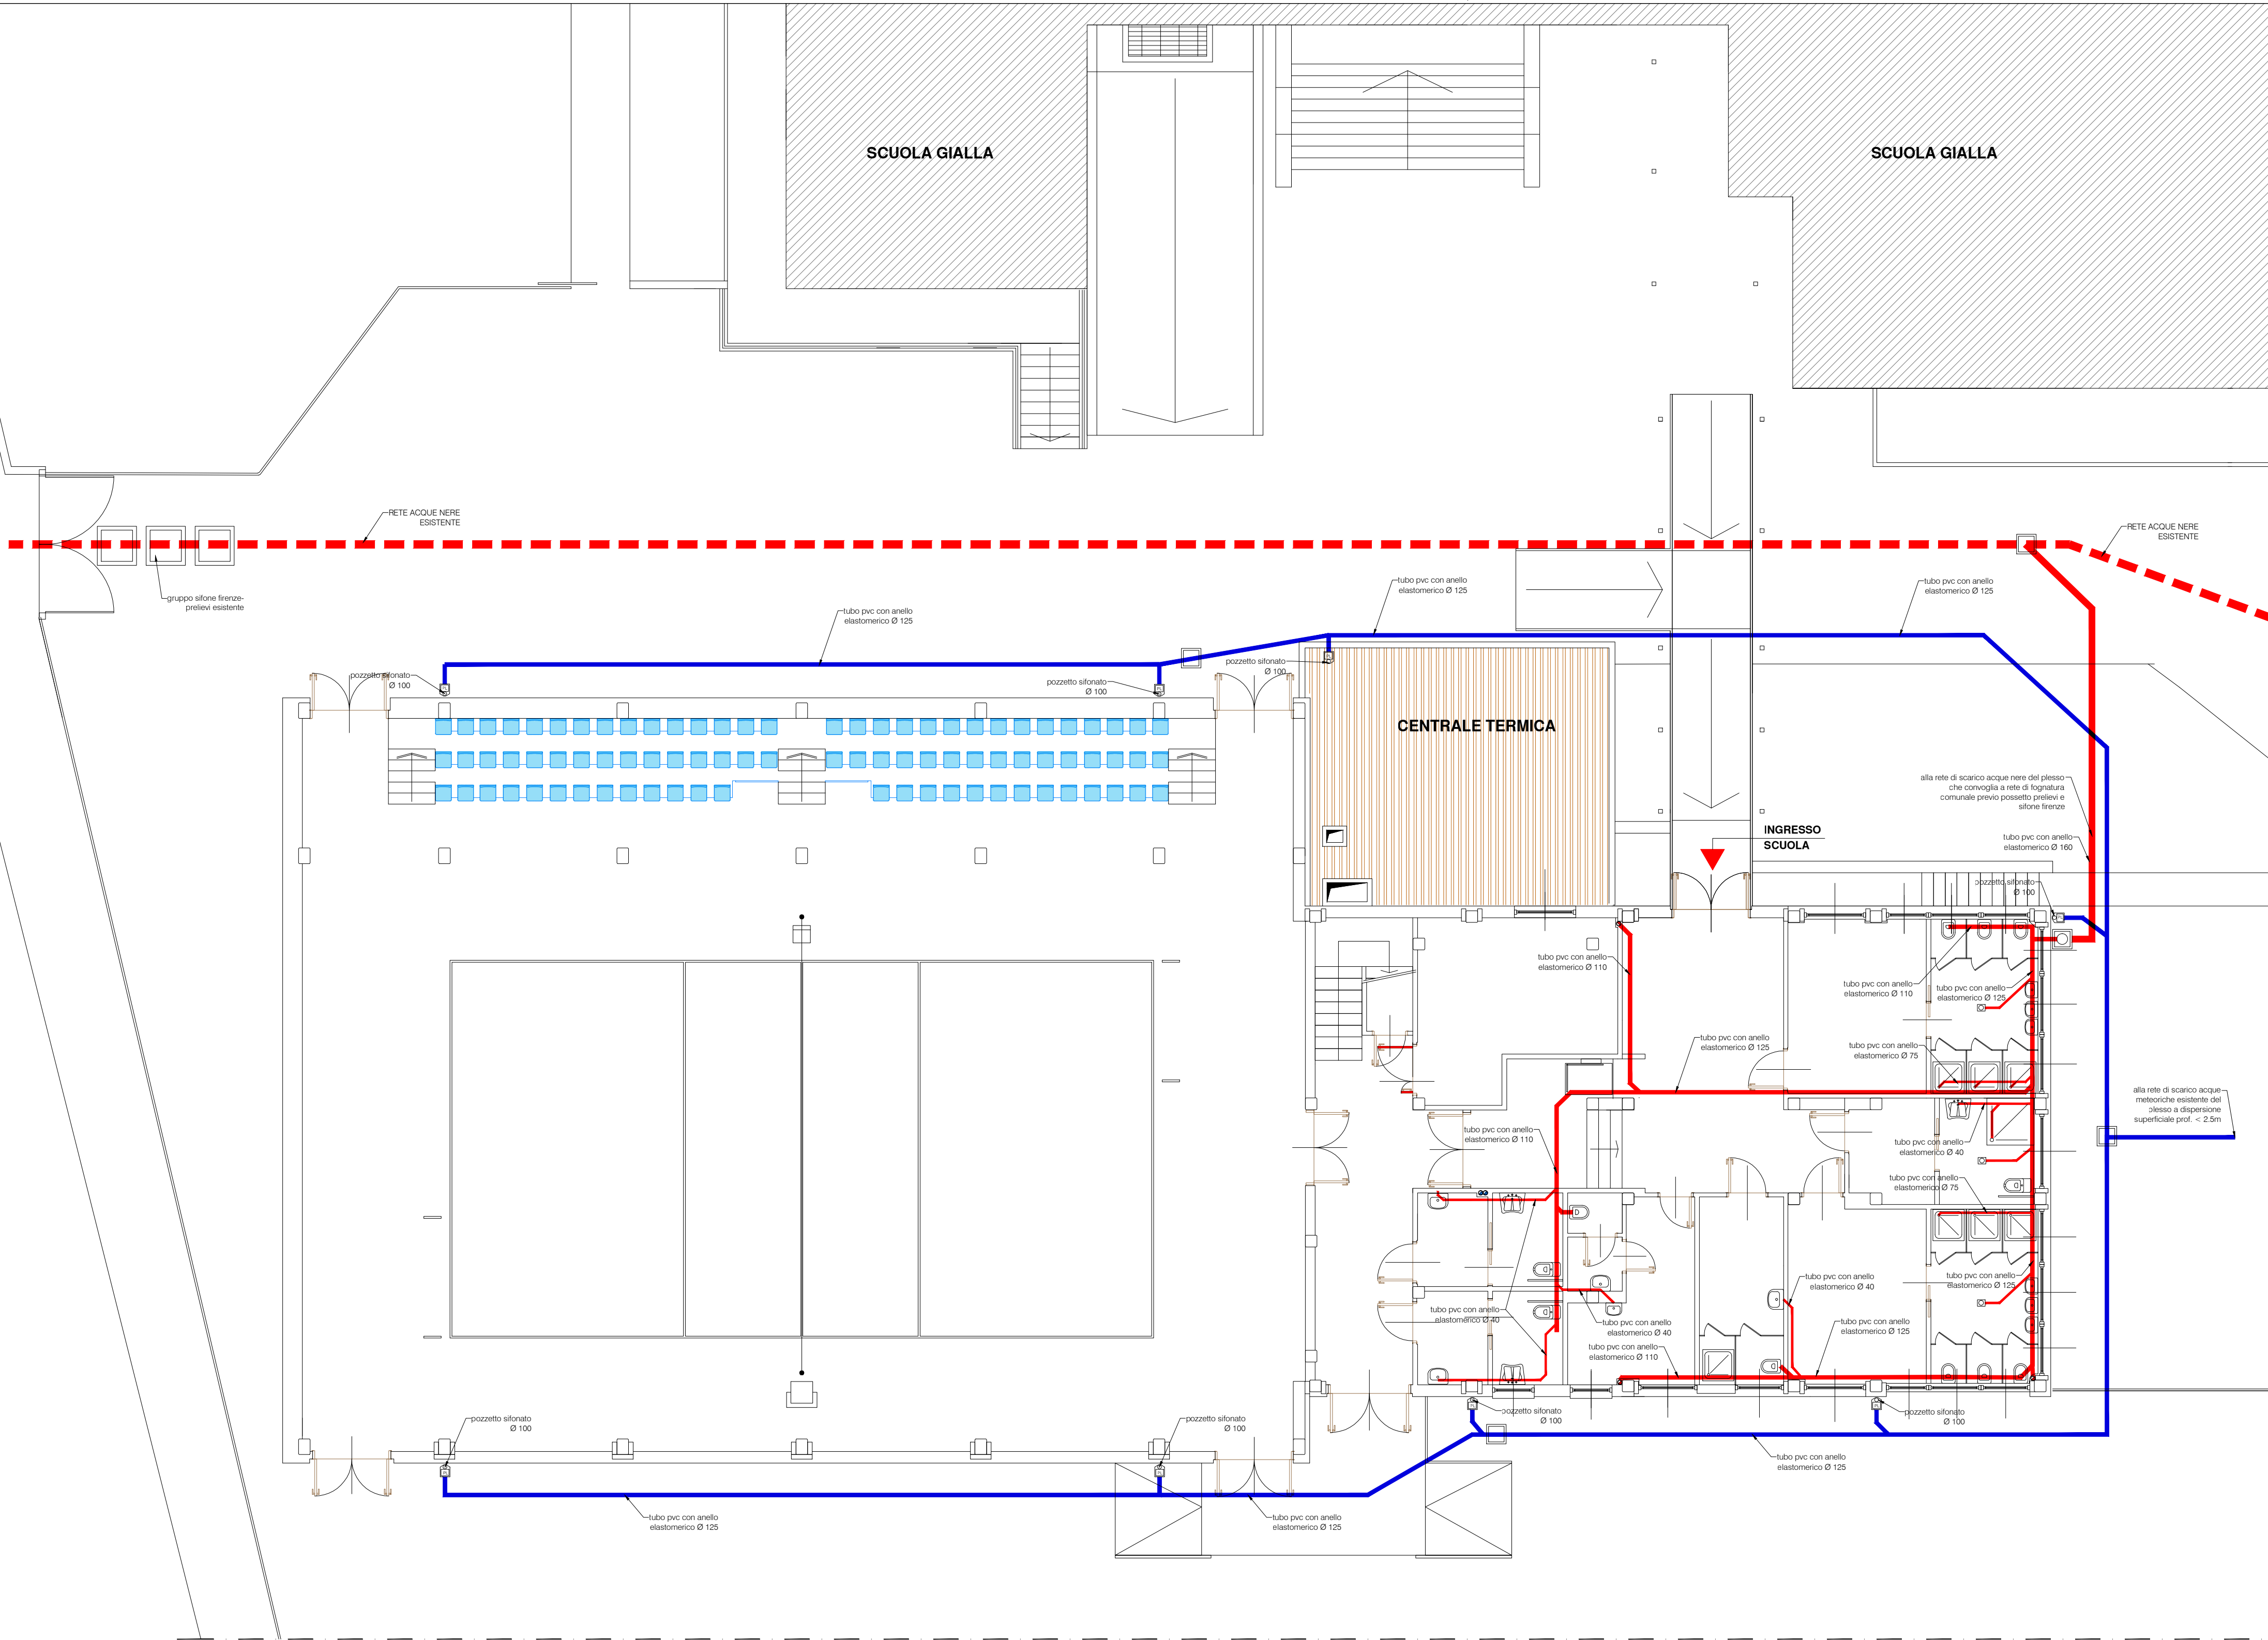 SCUOLA GIALLA
SCUOLA GIALLA
RETE ACQUE NERE
ESISTENTE
RETE ACQUE NERE
ESISTENTE
gruppo sifone firenze-
prelievi esistente
tubo pvc con anello
elastomerico Ø 125
tubo pvc con anello
elastomerico Ø 125
tubo pvc con anello
elastomerico Ø 125
pozzetto sifonato
Ø 100
pozzetto sifonato
Ø 100
pozzetto sifonato
Ø 100
CENTRALE TERMICA
alla rete di scarico acque nere del plesso
che convoglia a rete di fognatura
comunale previo possetto prelievi e
sifone firenze
INGRESSO
SCUOLA
tubo pvc con anello
elastomerico Ø 160
pozzetto sifonato
Ø 100
tubo pvc con anello
elastomerico Ø 110
tubo pvc con anello
elastomerico Ø 110
tubo pvc con anello
elastomerico Ø 125
tubo pvc con anello
elastomerico Ø 125
tubo pvc con anello
elastomerico Ø 75
alla rete di scarico acque
meteoriche esistente del
plesso a dispersione
superficiale prof. < 2.5m
tubo pvc con anello
elastomerico Ø 110
tubo pvc con anello
elastomerico Ø 40
tubo pvc con anello
elastomerico Ø 75
tubo pvc con anello
elastomerico Ø 40
tubo pvc con anello
elastomerico Ø 125
tubo pvc con anello
elastomerico Ø 40
tubo pvc con anello
elastomerico Ø 40
tubo pvc con anello
elastomerico Ø 125
tubo pvc con anello
elastomerico Ø 110
pozzetto sifonato
Ø 100
pozzetto sifonato
Ø 100
pozzetto sifonato
Ø 100
pozzetto sifonato
Ø 100
tubo pvc con anello
elastomerico Ø 125
tubo pvc con anello
elastomerico Ø 125
tubo pvc con anello
elastomerico Ø 125